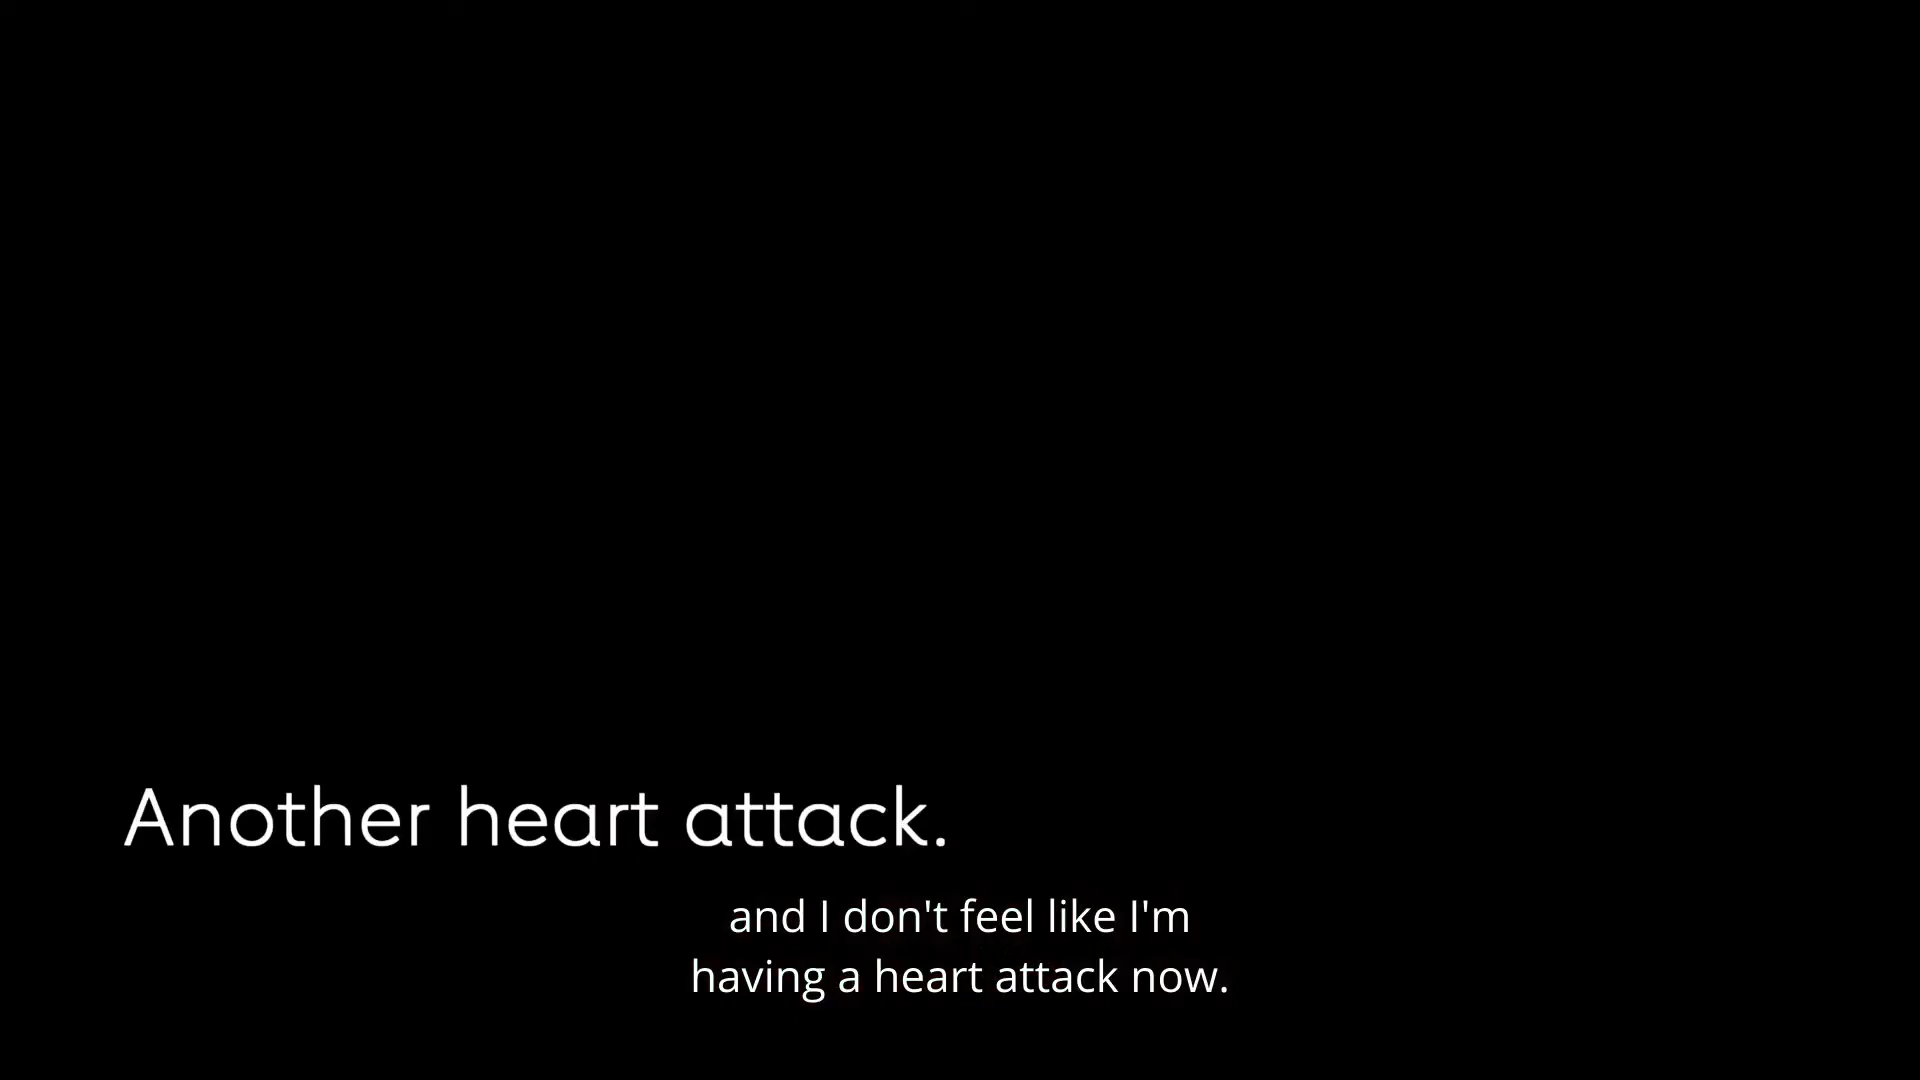 Another heart attack.
and I don't feel like I'm
having a heart attack now.